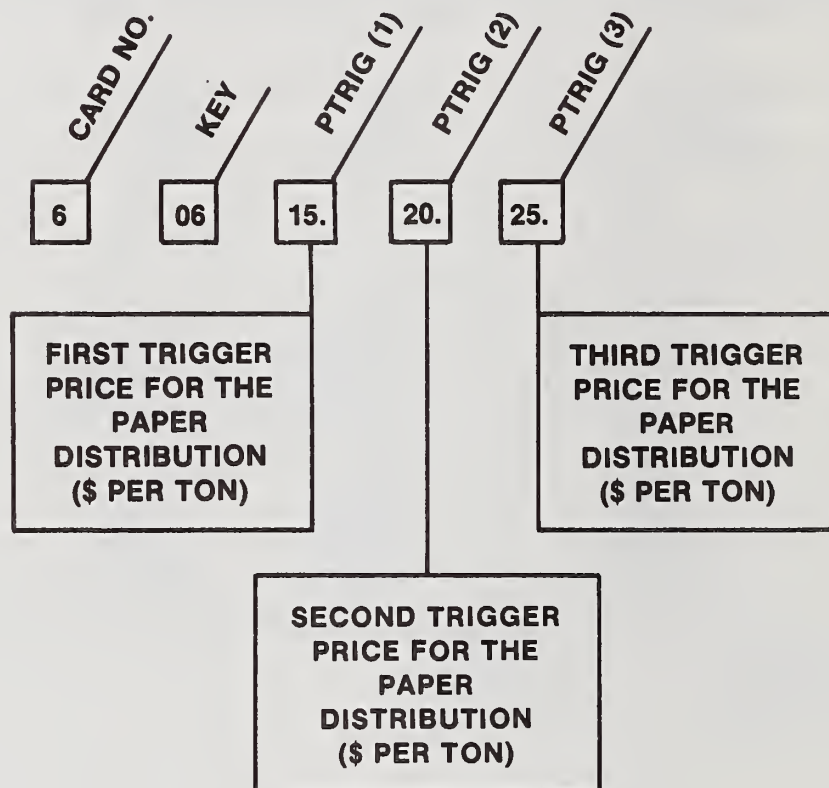 CARD NO. KEY PTRIG (1) PTRIG (2) PTRIG (3)
6 06 15. 20. 25.
FIRST TRIGGER
PRICE FOR THE
PAPER
DISTRIBUTION
($ PER TON)
THIRD TRIGGER
PRICE FOR THE
PAPER
DISTRIBUTION
($ PER TON)
SECOND TRIGGER
PRICE FOR THE
PAPER
DISTRIBUTION
($ PER TON)